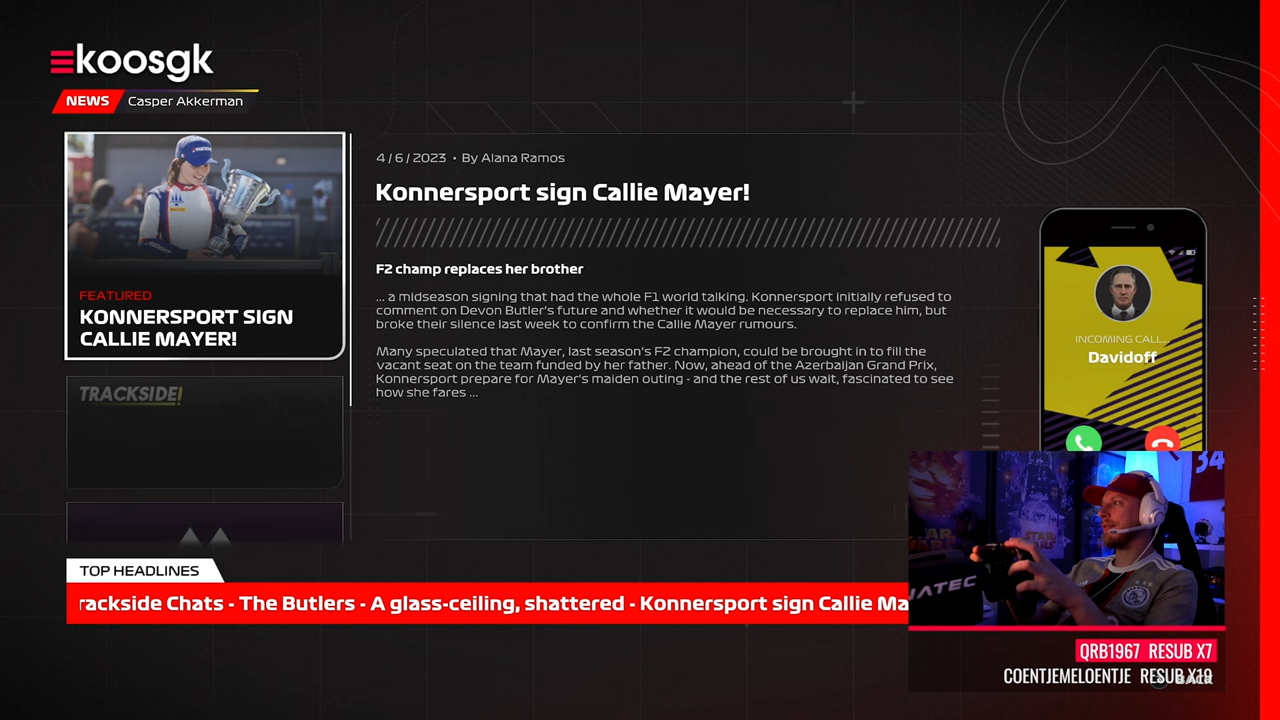 koosgk
NEWS Casper Akkerman
FEATURED
KONNERSPORT SIGN
CALLIE MAYER!
TRACKSIDE!
4 / 6 / 2023 • By Alana Ramos
Konnersport sign Callie Mayer!
F2 champ replaces her brother
... a midseason signing that had the whole F1 world talking. Konnersport initially refused to
comment on Devon Butler's future and whether it would be necessary to replace him, but
broke their silence last week to confirm the Callie Mayer rumours.
Many speculated that Mayer, last season's F2 champion, could be brought in to fill the
vacant seat on the team funded by her father. Now, ahead of the Azerbaijan Grand Prix,
Konnersport prepare for Mayer's maiden outing - and the rest of us wait, fascinated to see
how she fares ...
INCOMING CALL...
Davidoff
34
STAR
WARS
NATEC
TOP HEADLINES
rackside Chats - The Butlers - A glass-ceiling, shattered - Konnersport sign Callie Ma
QRB1967 RESUB X7
COENTJEMELOENTJE RESUB X19
BACK